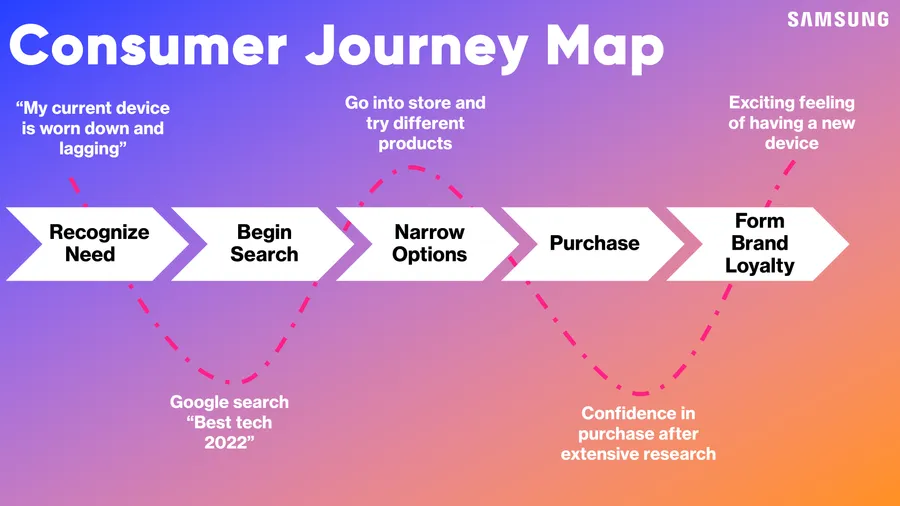 SAMSUNG
Consumer Journey Map
“My current device
is worn down and
lagging”
Go into store and
try different
products
Exciting feeling
of having a new
device
Recognize
Need
Begin
Search
Narrow
Options
Purchase
Form
Brand
Loyalty
Google search
“Best tech
2022”
Confidence in
purchase after
extensive research